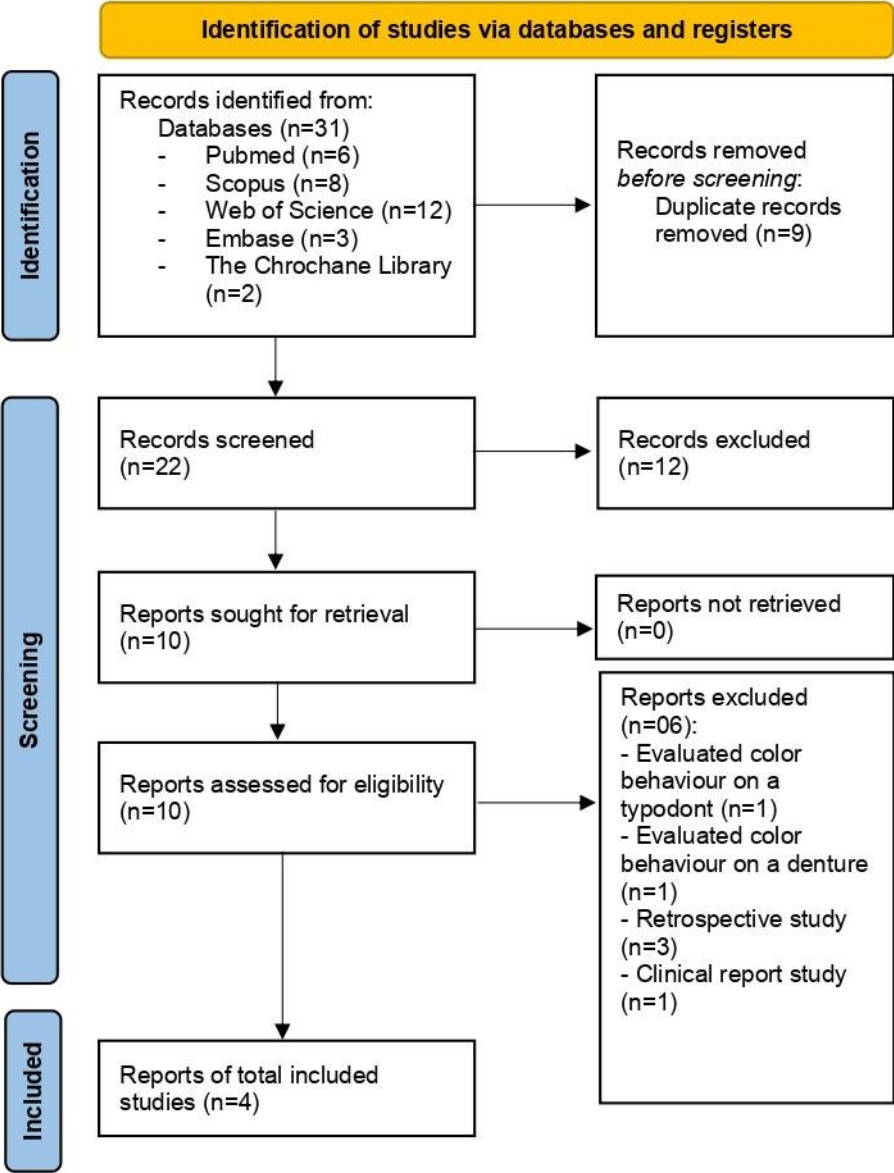 Identification of studies via databases and registers
Identification
Records identified from:
Databases (n=31)
- Pubmed (n=6)
- Scopus (n=8)
- Web of Science (n=12)
- Embase (n=3)
- The Chrochane Library
(n=2)
Records removed
before screening:
Duplicate records
removed (n=9)
Screening
Records screened
(n=22)
Records excluded
(n=12)
Reports sought for retrieval
(n=10)
Reports not retrieved
(n=0)
Reports assessed for eligibility
(n=10)
Reports excluded
(n=06):
- Evaluated color
behaviour on a
typodont (n=1)
- Evaluated color
behaviour on a denture
(n=1)
- Retrospective study
(n=3)
- Clinical report study
(n=1)
Included
Reports of total included
studies (n=4)